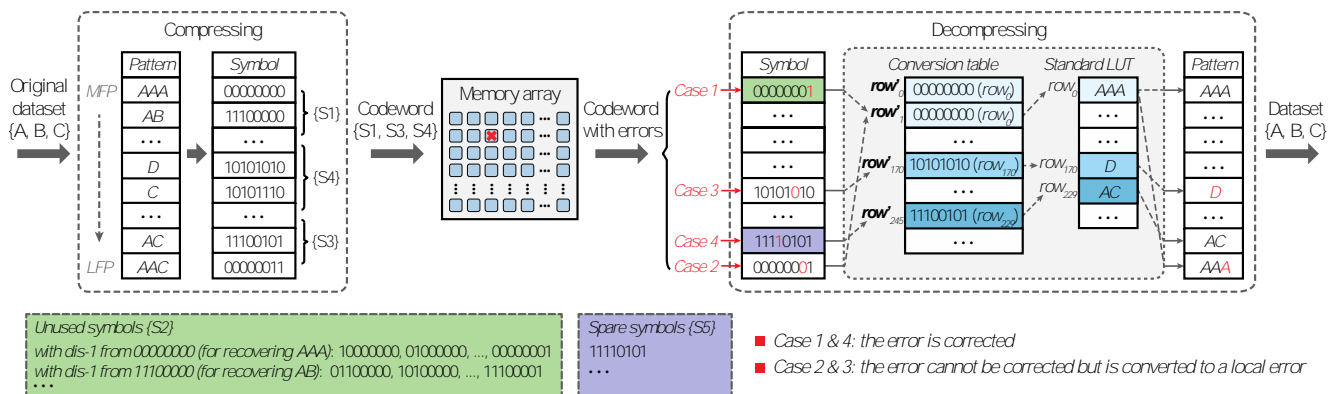 Compressing
Decompressing
Original
dataset
{A, B, C}
MFP
LFP
Pattern
AAA
AB
...
D
C
...
AC
AAC
Symbol
00000000
11100000
...
10101010
10101110
...
11100101
00000011
{S1}
{S4}
{S3}
Codeword
{S1, S3, S4}
Memory array
Codeword
with errors
Case 1
Case 3
Case 4
Case 2
Symbol
00000001
...
...
...
10101010
...
11110101
00000001
Conversion table
row'0 00000000 (row0)
row'1 00000000 (row0)
...
row'170 10101010 (row170)
...
row'245 11100101 (row229)
...
Standard LUT
row0 AAA
...
row170 D
row229 AC
...
Pattern
AAA
...
...
...
D
...
AC
AAA
Dataset
{A, B, C}
Unused symbols {S2}
with dis-1 from 00000000 (for recovering AAA): 10000000, 01000000, ..., 00000001
with dis-1 from 11100000 (for recovering AB): 01100000, 10100000, ..., 11100001
...
Spare symbols {S5}
11110101
...
Case 1 & 4: the error is corrected
Case 2 & 3: the error cannot be corrected but is converted to a local error